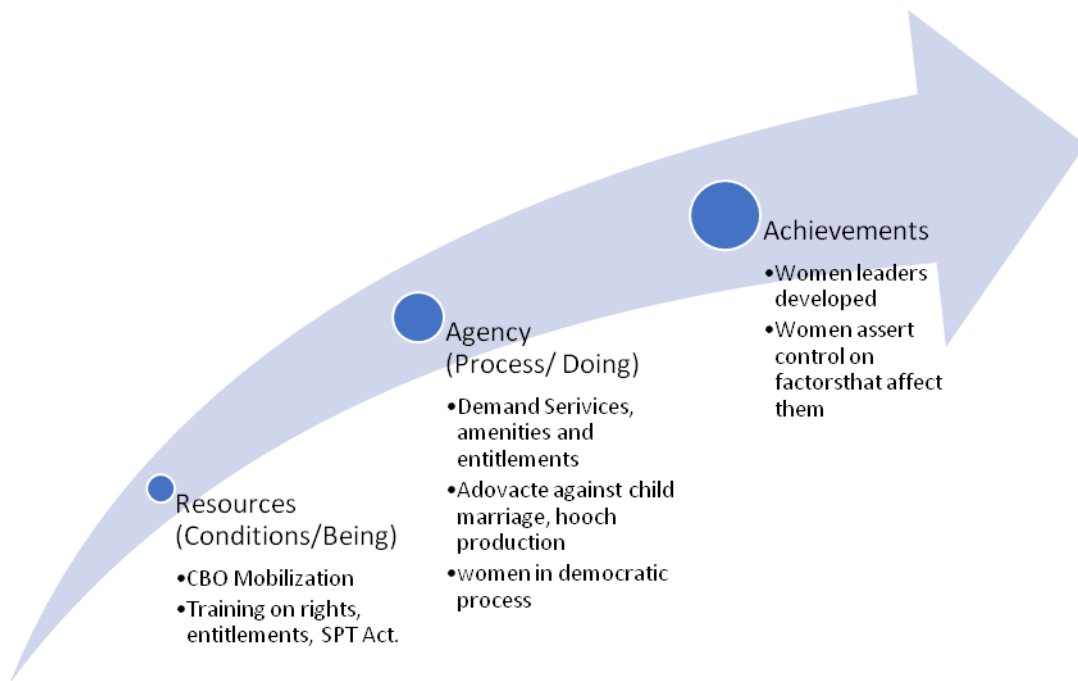 Achievements
•Women leaders
developed
•Women assert
control on
factorsthat affect
them
Agency
(Process/ Doing)
•Demand Serivices,
amenities and
entitlements
•Adovacte against child
marriage, hooch
production
•women in democratic
process
Resources
(Conditions/Being)
•CBO Mobilization
•Training on rights,
entitlements, SPT Act.